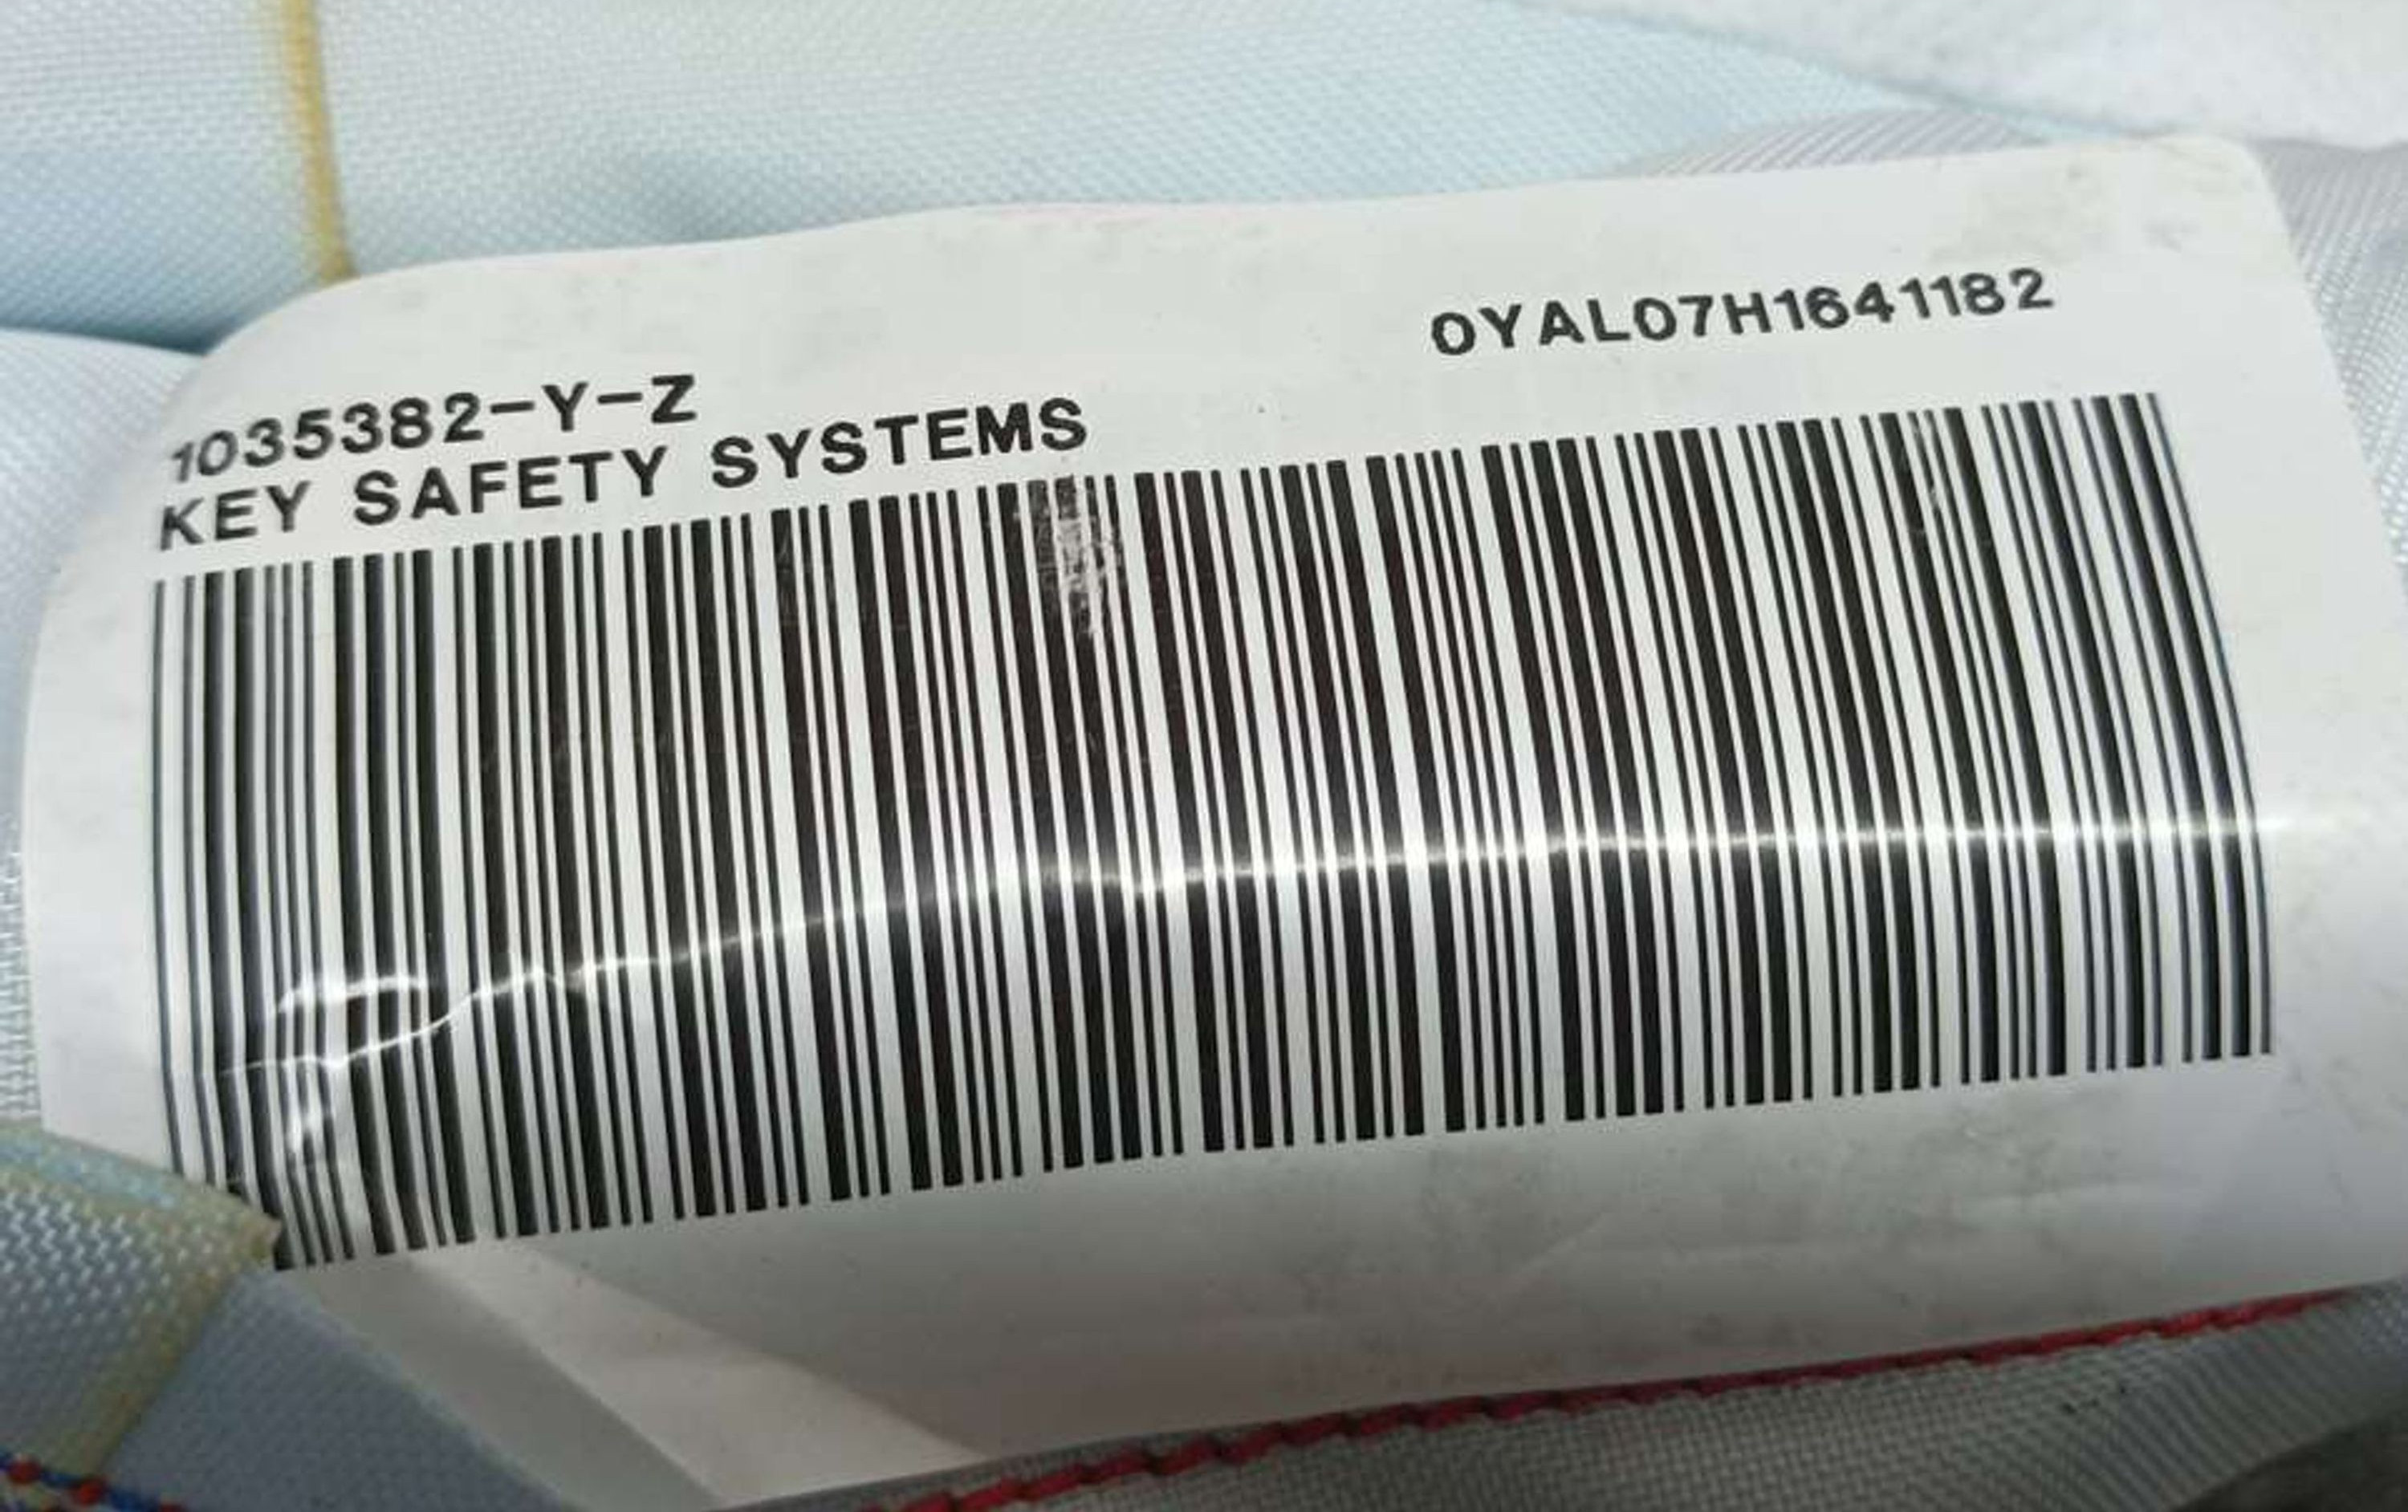 0YAL07H1641182
1035382-Y-Z
KEY SAFETY SYSTEMS